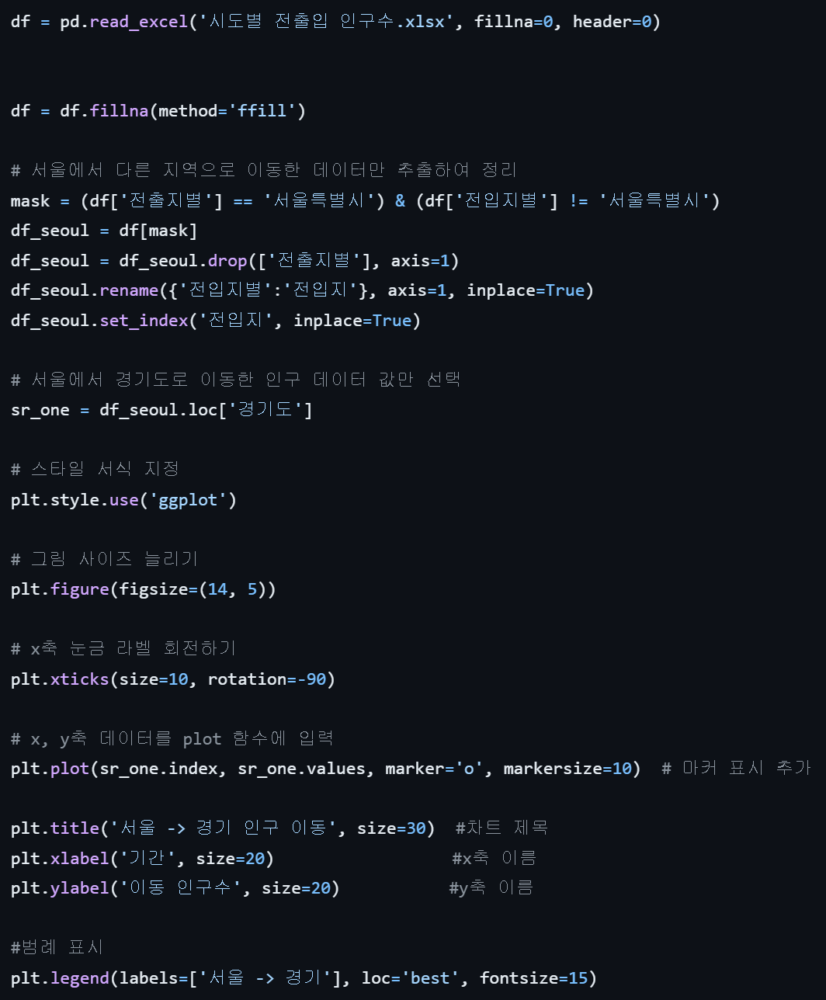 df = pd.read_excel('시도별 전출입 인구수.xlsx', fillna=0, header=0)
df = df.fillna(method='ffill')
# 서울에서 다른 지역으로 이동한 데이터만 추출하여 정리
mask = (df['전출지별'] == '서울특별시') & (df['전입지별'] != '서울특별시')
df_seoul = df[mask]
df_seoul = df_seoul.drop(['전출지별'], axis=1)
df_seoul.rename({'전입지별':'전입지'}, axis=1, inplace=True)
df_seoul.set_index('전입지', inplace=True)
# 서울에서 경기도로 이동한 인구 데이터 값만 선택
sr_one = df_seoul.loc['경기도']
# 스타일 서식 지정
plt.style.use('ggplot')
# 그림 사이즈 늘리기
plt.figure(figsize=(14, 5))
# x축 눈금 라벨 회전하기
plt.xticks(size=10, rotation=-90)
# x, y축 데이터를 plot 함수에 입력
plt.plot(sr_one.index, sr_one.values, marker='o', markersize=10)  # 마커 표시 추가
plt.title('서울 -> 경기 인구 이동', size=30)  #차트 제목
plt.xlabel('기간', size=20)                  #x축 이름
plt.ylabel('이동 인구수', size=20)           #y축 이름
#범례 표시
plt.legend(labels=['서울 -> 경기'], loc='best', fontsize=15)